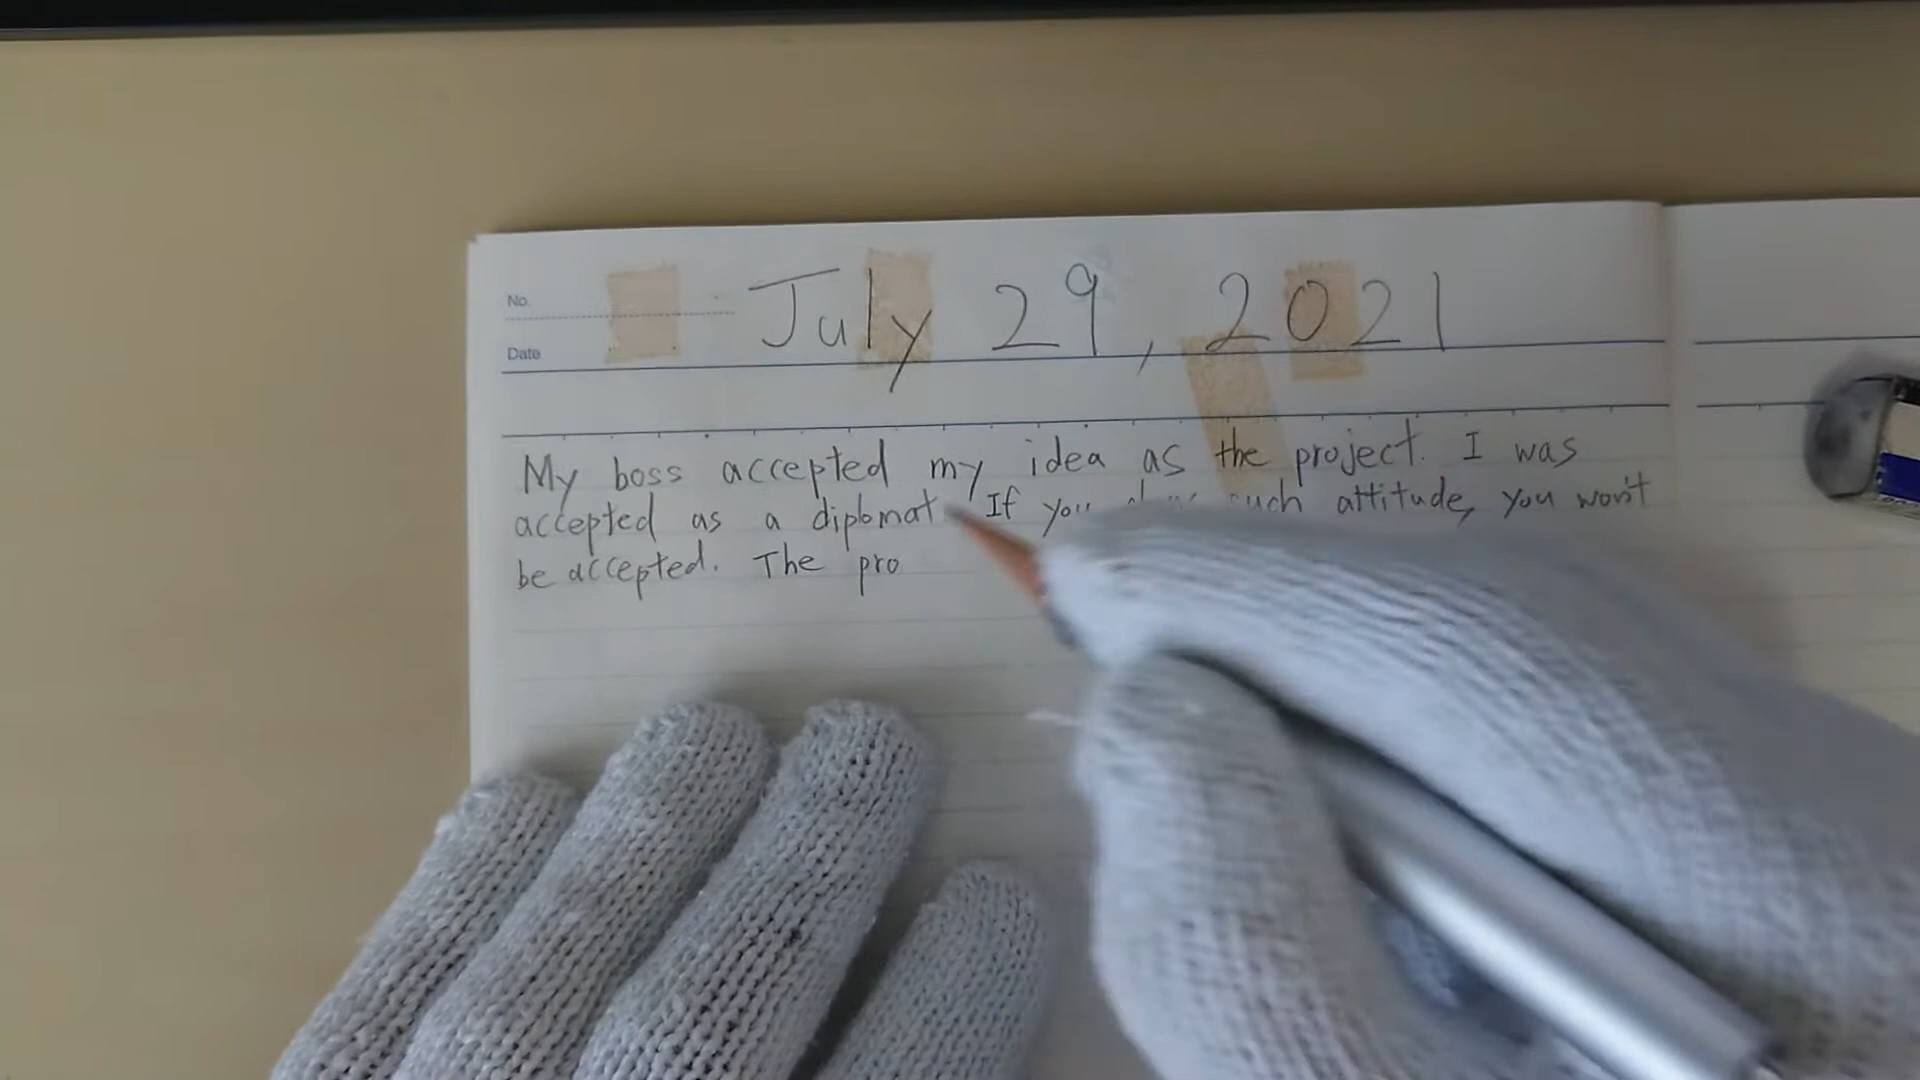 No.
July 29, 2021
Date
My boss accepted my idea as the project. I was
accepted as a diplomat. If you such attitude, you won't
be accepted. The pro